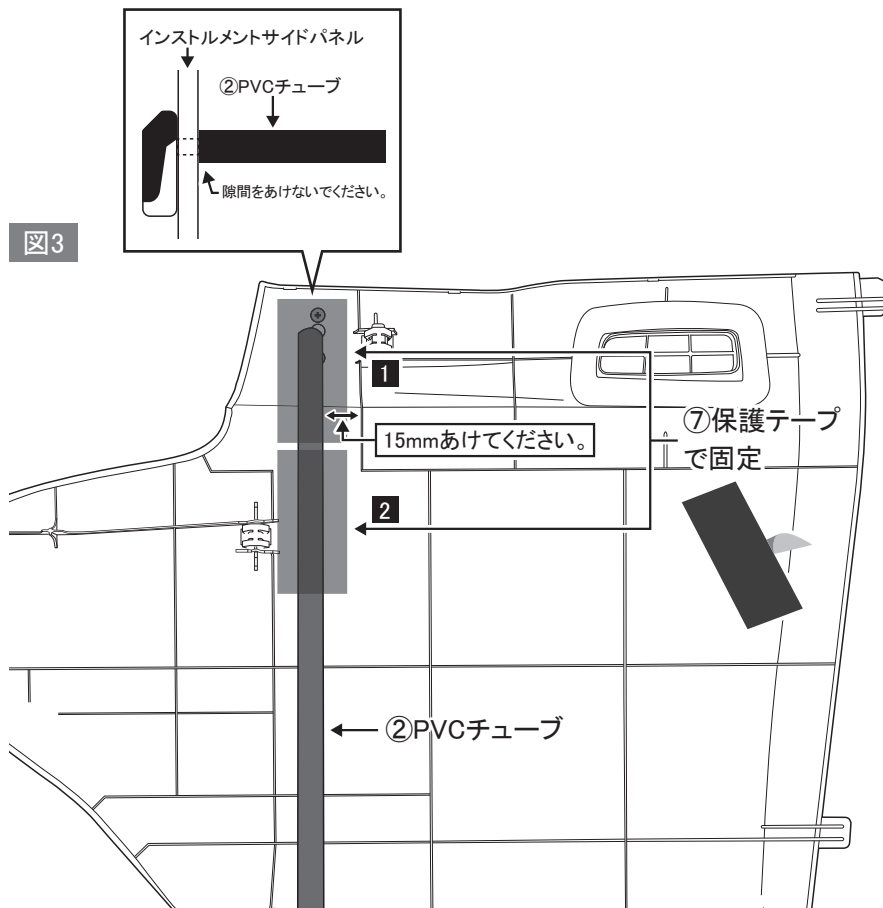 インストルメントサイドパネル
②PVCチューブ
隙間をあけないでください。
図3
1
15mmあけてください。
⑦保護テープ
で固定
2
②PVCチューブ